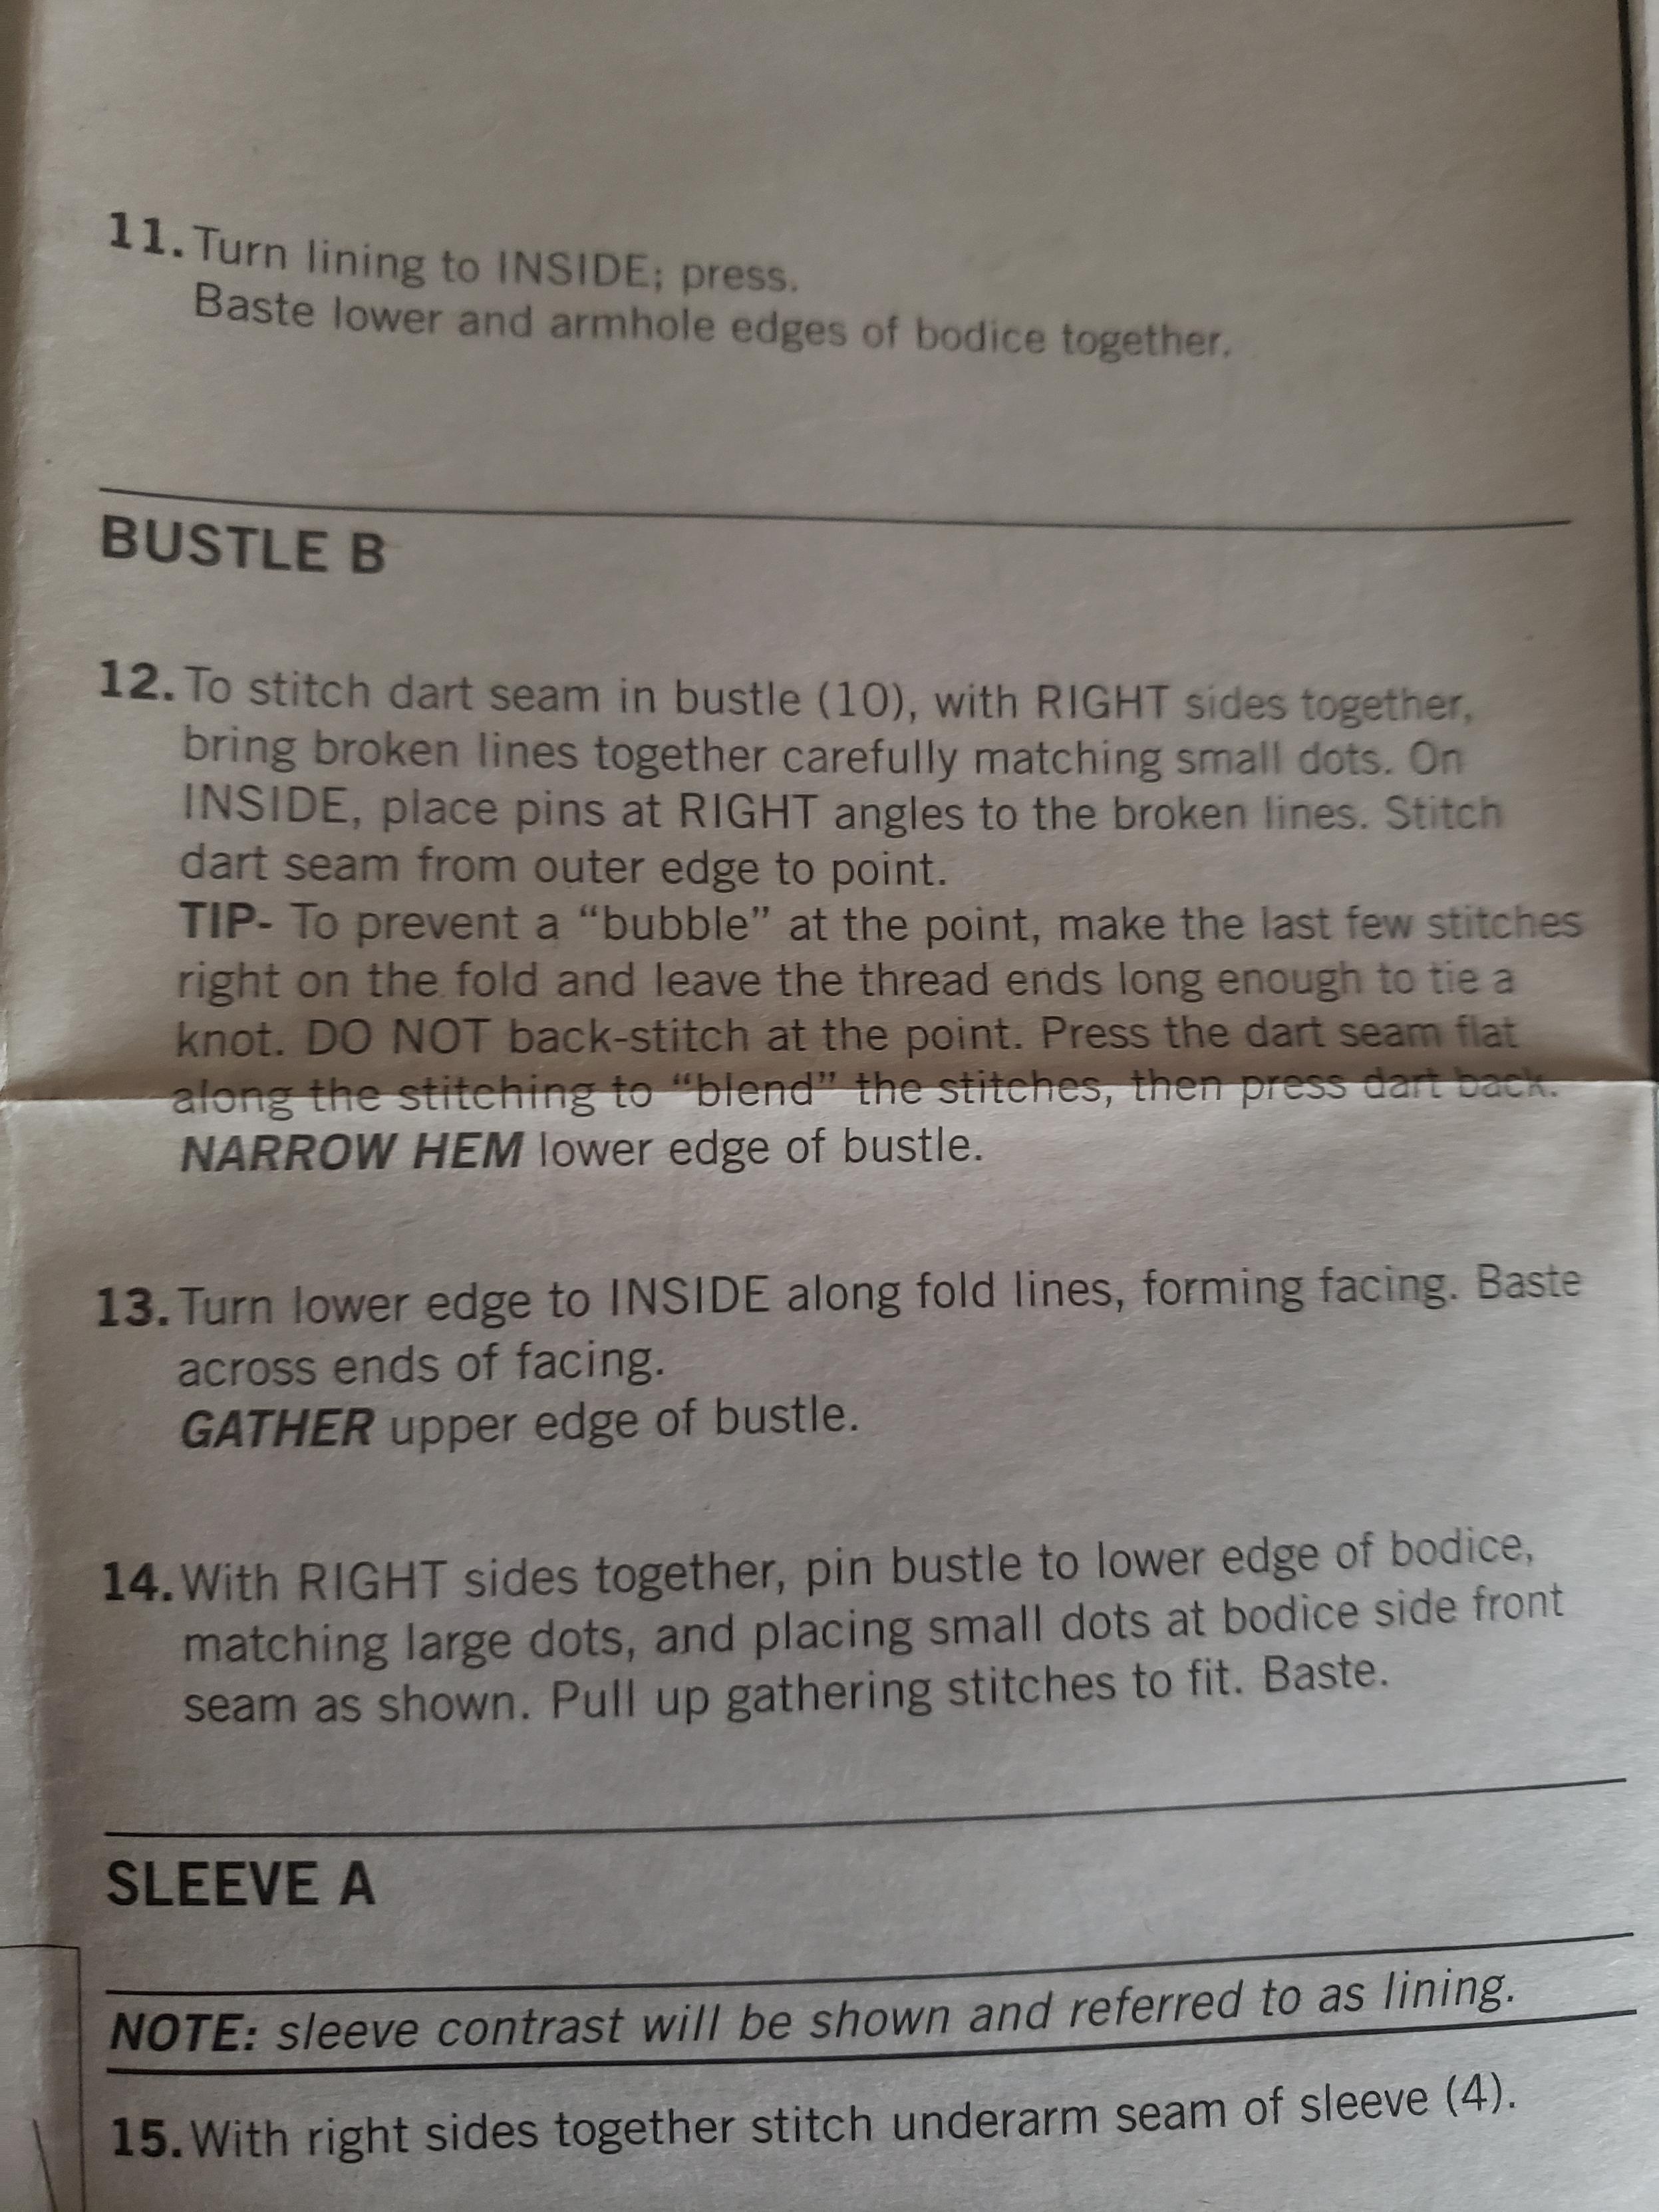 11. Turn lining to INSIDE; press.
Baste lower and armhole edges of bodice together.
BUSTLE B
12. To stitch dart seam in bustle (10), with RIGHT sides together,
bring broken lines together carefully matching small dots. On
INSIDE, place pins at RIGHT angles to the broken lines. Stitch
dart seam from outer edge to point.
TIP- To prevent a “bubble” at the point, make the last few stitches
right on the fold and leave the thread ends long enough to tie a
knot. DO NOT back-stitch at the point. Press the dart seam flat
along the stitching to “blend” the stitches, then press dart back.
NARROW HEM lower edge of bustle.
13. Turn lower edge to INSIDE along fold lines, forming facing. Baste
across ends of facing.
GATHER upper edge of bustle.
14. With RIGHT sides together, pin bustle to lower edge of bodice,
matching large dots, and placing small dots at bodice side front
seam as shown. Pull up gathering stitches to fit. Baste.
SLEEVE A
NOTE: sleeve contrast will be shown and referred to as lining.
15. With right sides together stitch underarm seam of sleeve (4).